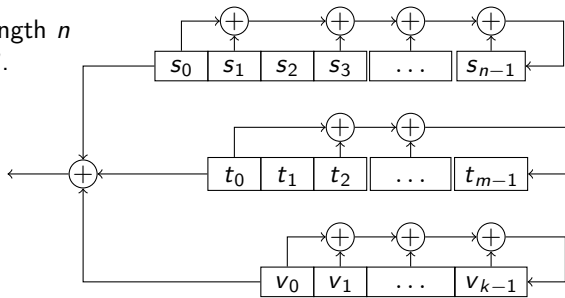 ngth n
.
s₀ s₁ s₂ s₃ ... sₙ₋₁
t₀ t₁ t₂ ... tₘ₋₁
v₀ v₁ ... vₖ₋₁